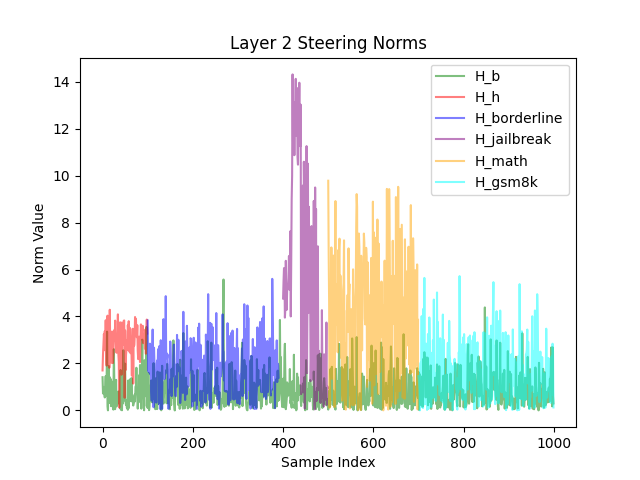 Layer 2 Steering Norms
H_b
H_h
H_borderline
H_jailbreak
H_math
H_gsm8k
Norm Value
14
12
10
8
6
4
2
0
0
200
400
600
800
1000
Sample Index